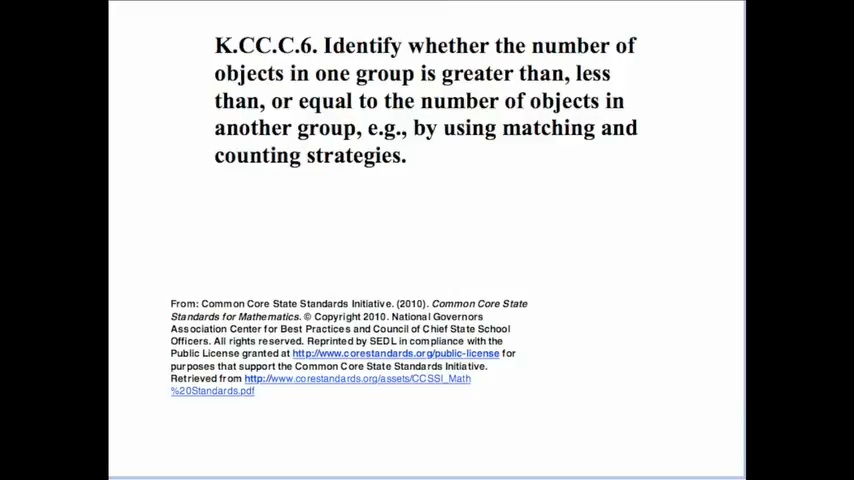 K.CC.C.6. Identify whether the number of
objects in one group is greater than, less
than, or equal to the number of objects in
another group, e.g., by using matching and
counting strategies.
From: Common Core State Standards Initiative. (2010). Common Core State
Standards for Mathematics. © Copyright 2010. National Governors
Association Center for Best Practices and Council of Chief State School
Officers. All rights reserved. Reprinted by SEDL in compliance with the
Public License granted at http://www.corestandards.org/public-license for
purposes that support the Common Core State Standards Initiative.
Retrieved from http://www.corestandards.org/assets/CCSSI_Math
%20Standards.pdf